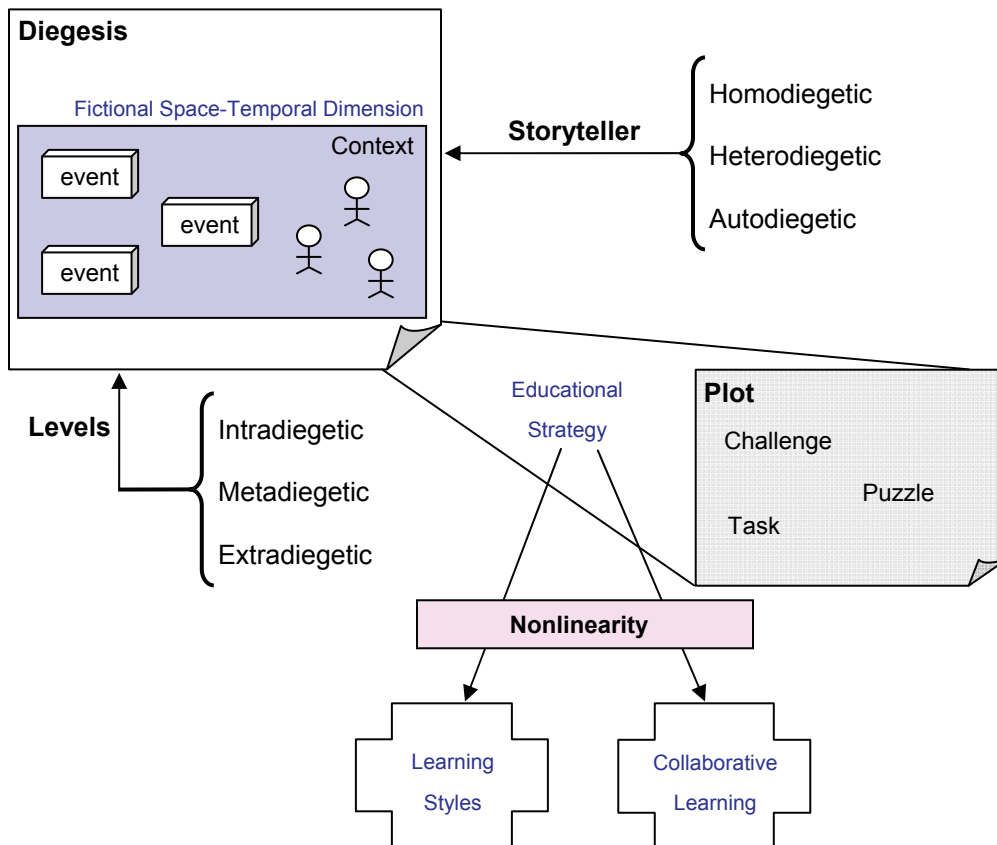 Diegesis
Fictional Space-Temporal Dimension
Context
event
event
event
Storyteller
Homodiegetic
Heterodiegetic
Autodiegetic
Levels
Intradiegetic
Metadiegetic
Extradiegetic
Educational
Strategy
Plot
Challenge
Puzzle
Task
Nonlinearity
Learning
Styles
Collaborative
Learning